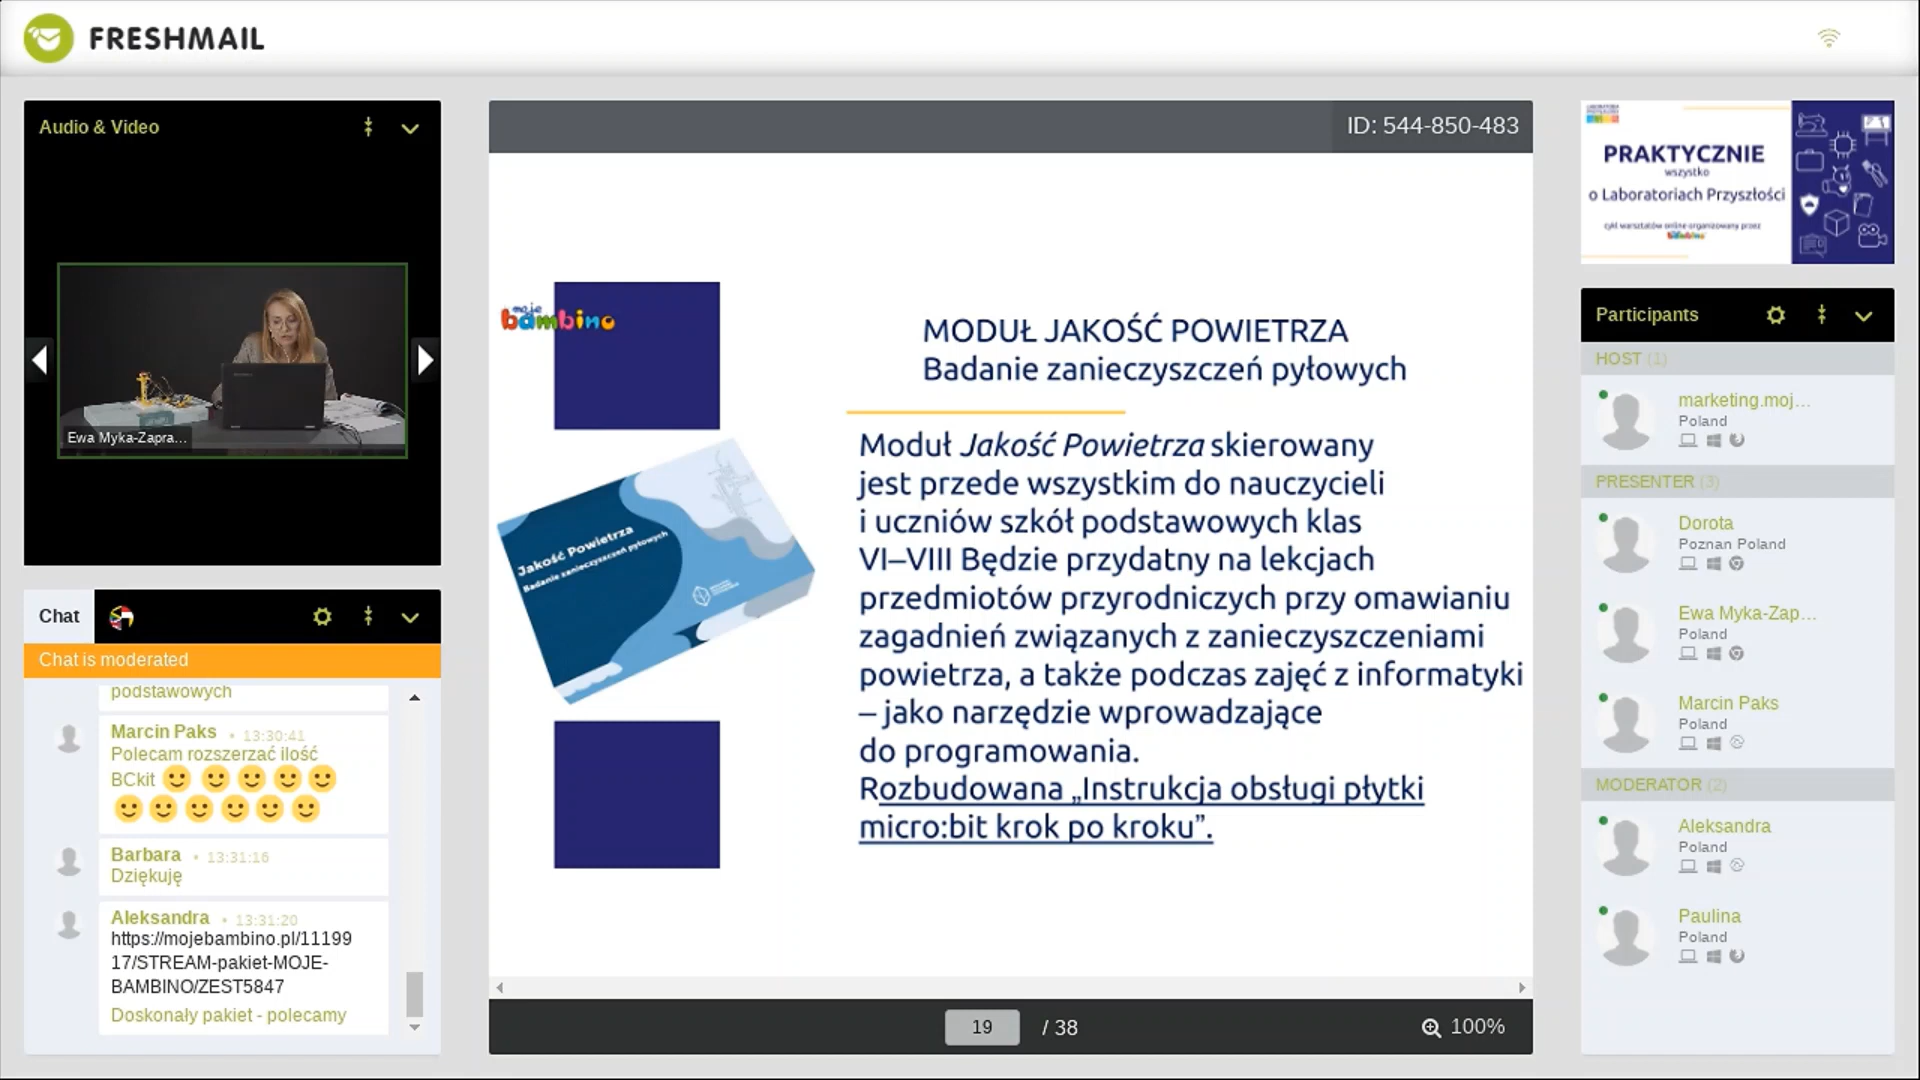 FRESHMAIL
Audio & Video
Ewa Myka-Zapra...
Chat
Chat is moderated
podstawowych
Marcin Paks • 13:30:41
Polecam rozszerzać ilość
BCkit
Barbara • 13:31:16
Dziękuję
Aleksandra • 13:31:20
https://mojebambino.pl/11199
17/STREAM-pakiet-MOJE-
BAMBINO/ZEST5847
Doskonały pakiet - polecamy
ID: 544-850-483
moje
bambino
MODUŁ JAKOŚĆ POWIETRZA
Badanie zanieczyszczeń pyłowych
Jakość Powietrza
Badanie zanieczyszczeń pyłowych
Moduł Jakość Powietrza skierowany
jest przede wszystkim do nauczycieli
i uczniów szkół podstawowych klas
VI–VIII Będzie przydatny na lekcjach
przedmiotów przyrodniczych przy omawianiu
zagadnień związanych z zanieczyszczeniami
powietrza, a także podczas zajęć z informatyki
– jako narzędzie wprowadzające
do programowania.
Rozbudowana „Instrukcja obsługi płytki
micro:bit krok po kroku”.
19 / 38
100%
PRAKTYCZNIE
wszystko
o Laboratoriach Przyszłości
cykl warsztatów online organizowany przez
bambino
Participants
HOST (1)
marketing.moj...
Poland
PRESENTER (3)
Dorota
Poznan Poland
Ewa Myka-Zap...
Poland
Marcin Paks
Poland
MODERATOR (2)
Aleksandra
Poland
Paulina
Poland